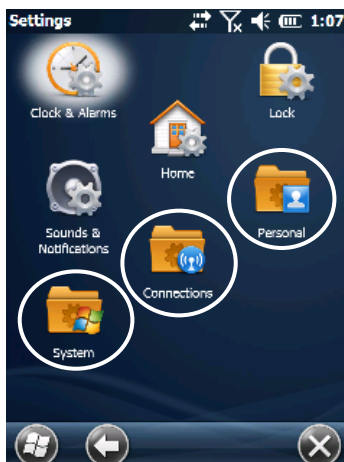 Settings 1:07
Clock & Alarms
Lock
Home
Sounds &
Notifications
Personal
Connections
System